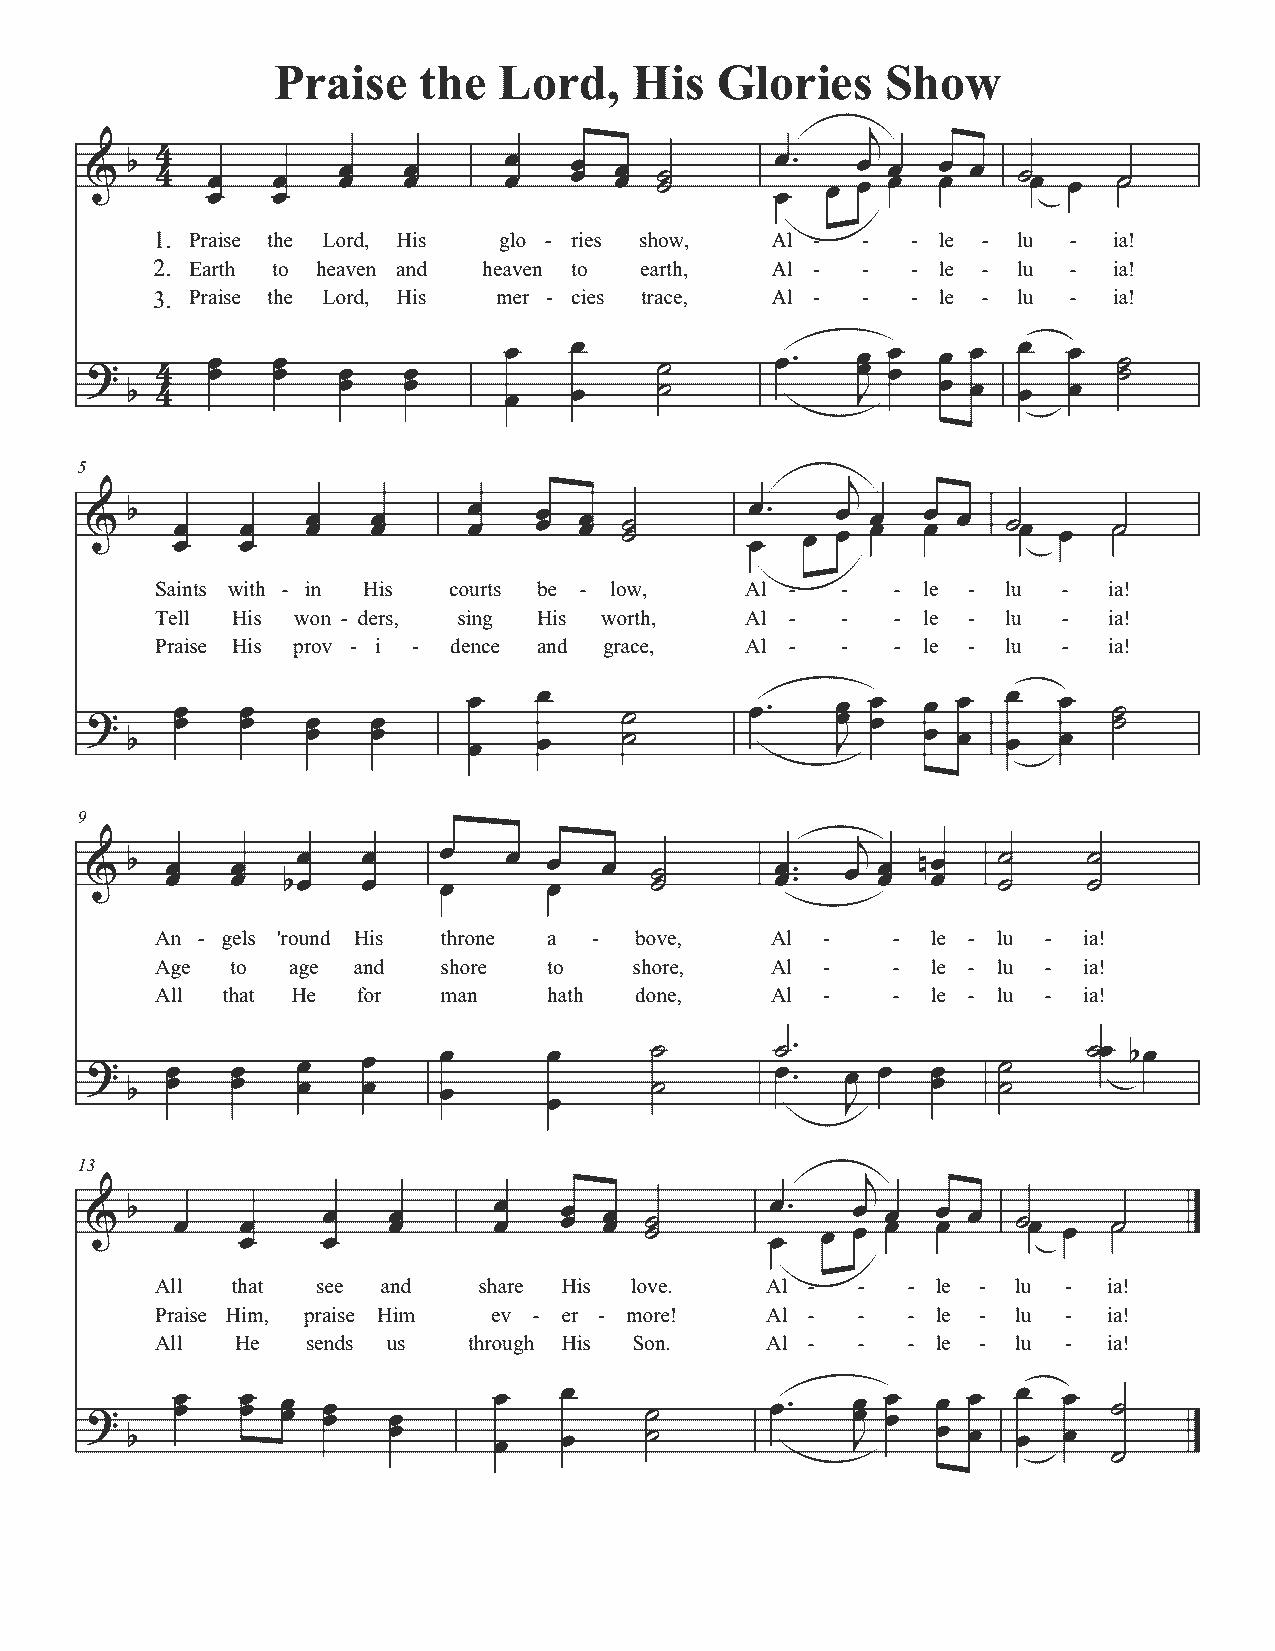 Praise the Lord, His Glories Show
1. Praise the Lord, His glo - ries show, Al - - - le - lu - ia!
2. Earth to heaven and heaven to earth, Al - - - le - lu - ia!
3. Praise the Lord, His mer - cies trace, Al - - - le - lu - ia!
5
Saints with - in His courts be - low, Al - - - le - lu - ia!
Tell His won - ders, sing His worth, Al - - - le - lu - ia!
Praise His prov - i - dence and grace, Al - - - le - lu - ia!
9
An - gels 'round His throne a - bove, Al - - le - lu - ia!
Age to age and shore to shore, Al - - le - lu - ia!
All that He for man hath done, Al - - le - lu - ia!
13
All that see and share His love. Al - - - le - lu - ia!
Praise Him, praise Him ev - er - more! Al - - - le - lu - ia!
All He sends us through His Son. Al - - - le - lu - ia!